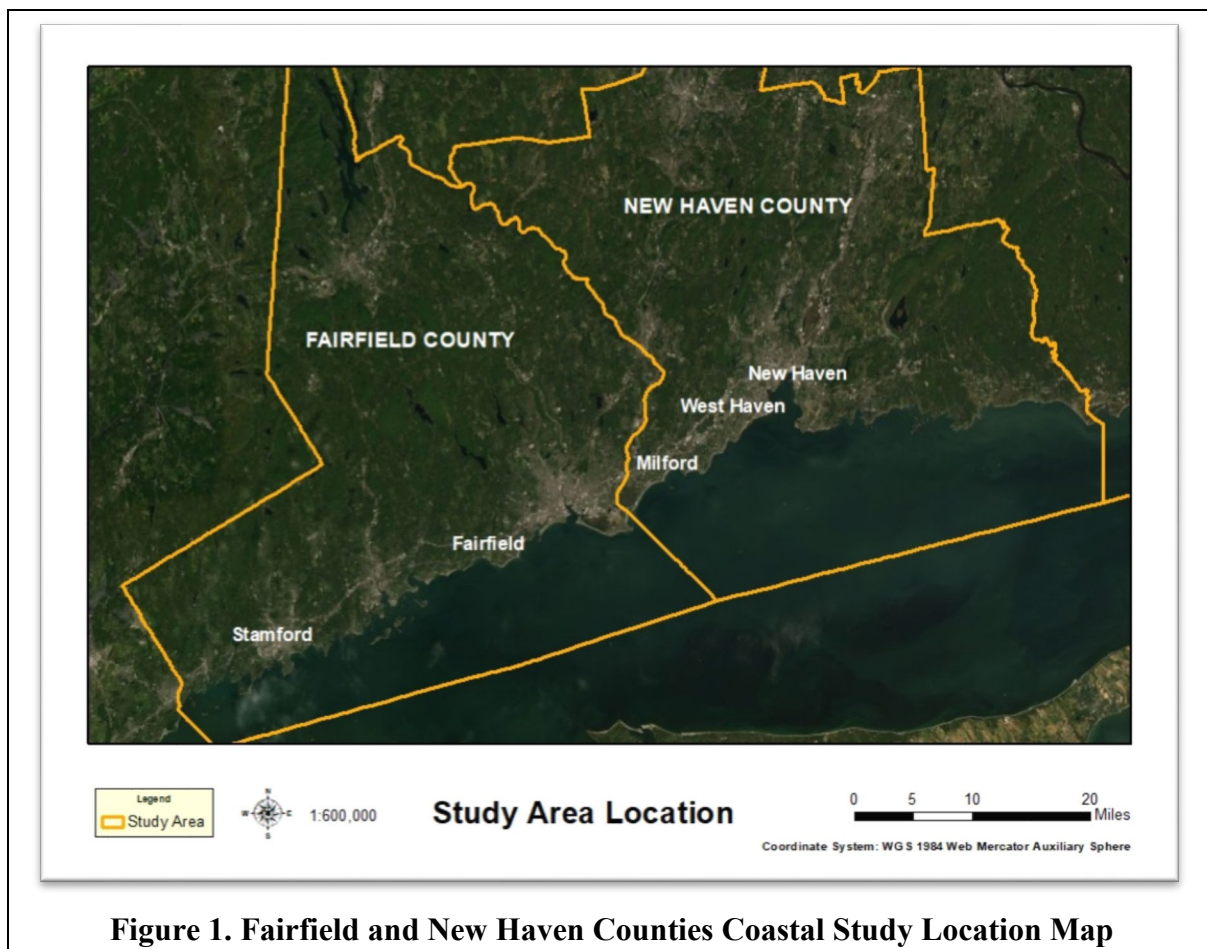 NEW HAVEN COUNTY
FAIRFIELD COUNTY
New Haven
West Haven
Milford
Fairfield
Stamford
Legend
Study Area
N
W E
S
1:600,000
Study Area Location
0 5 10 20
Miles
Coordinate System: WGS 1984 Web Mercator Auxiliary Sphere
Figure 1. Fairfield and New Haven Counties Coastal Study Location Map